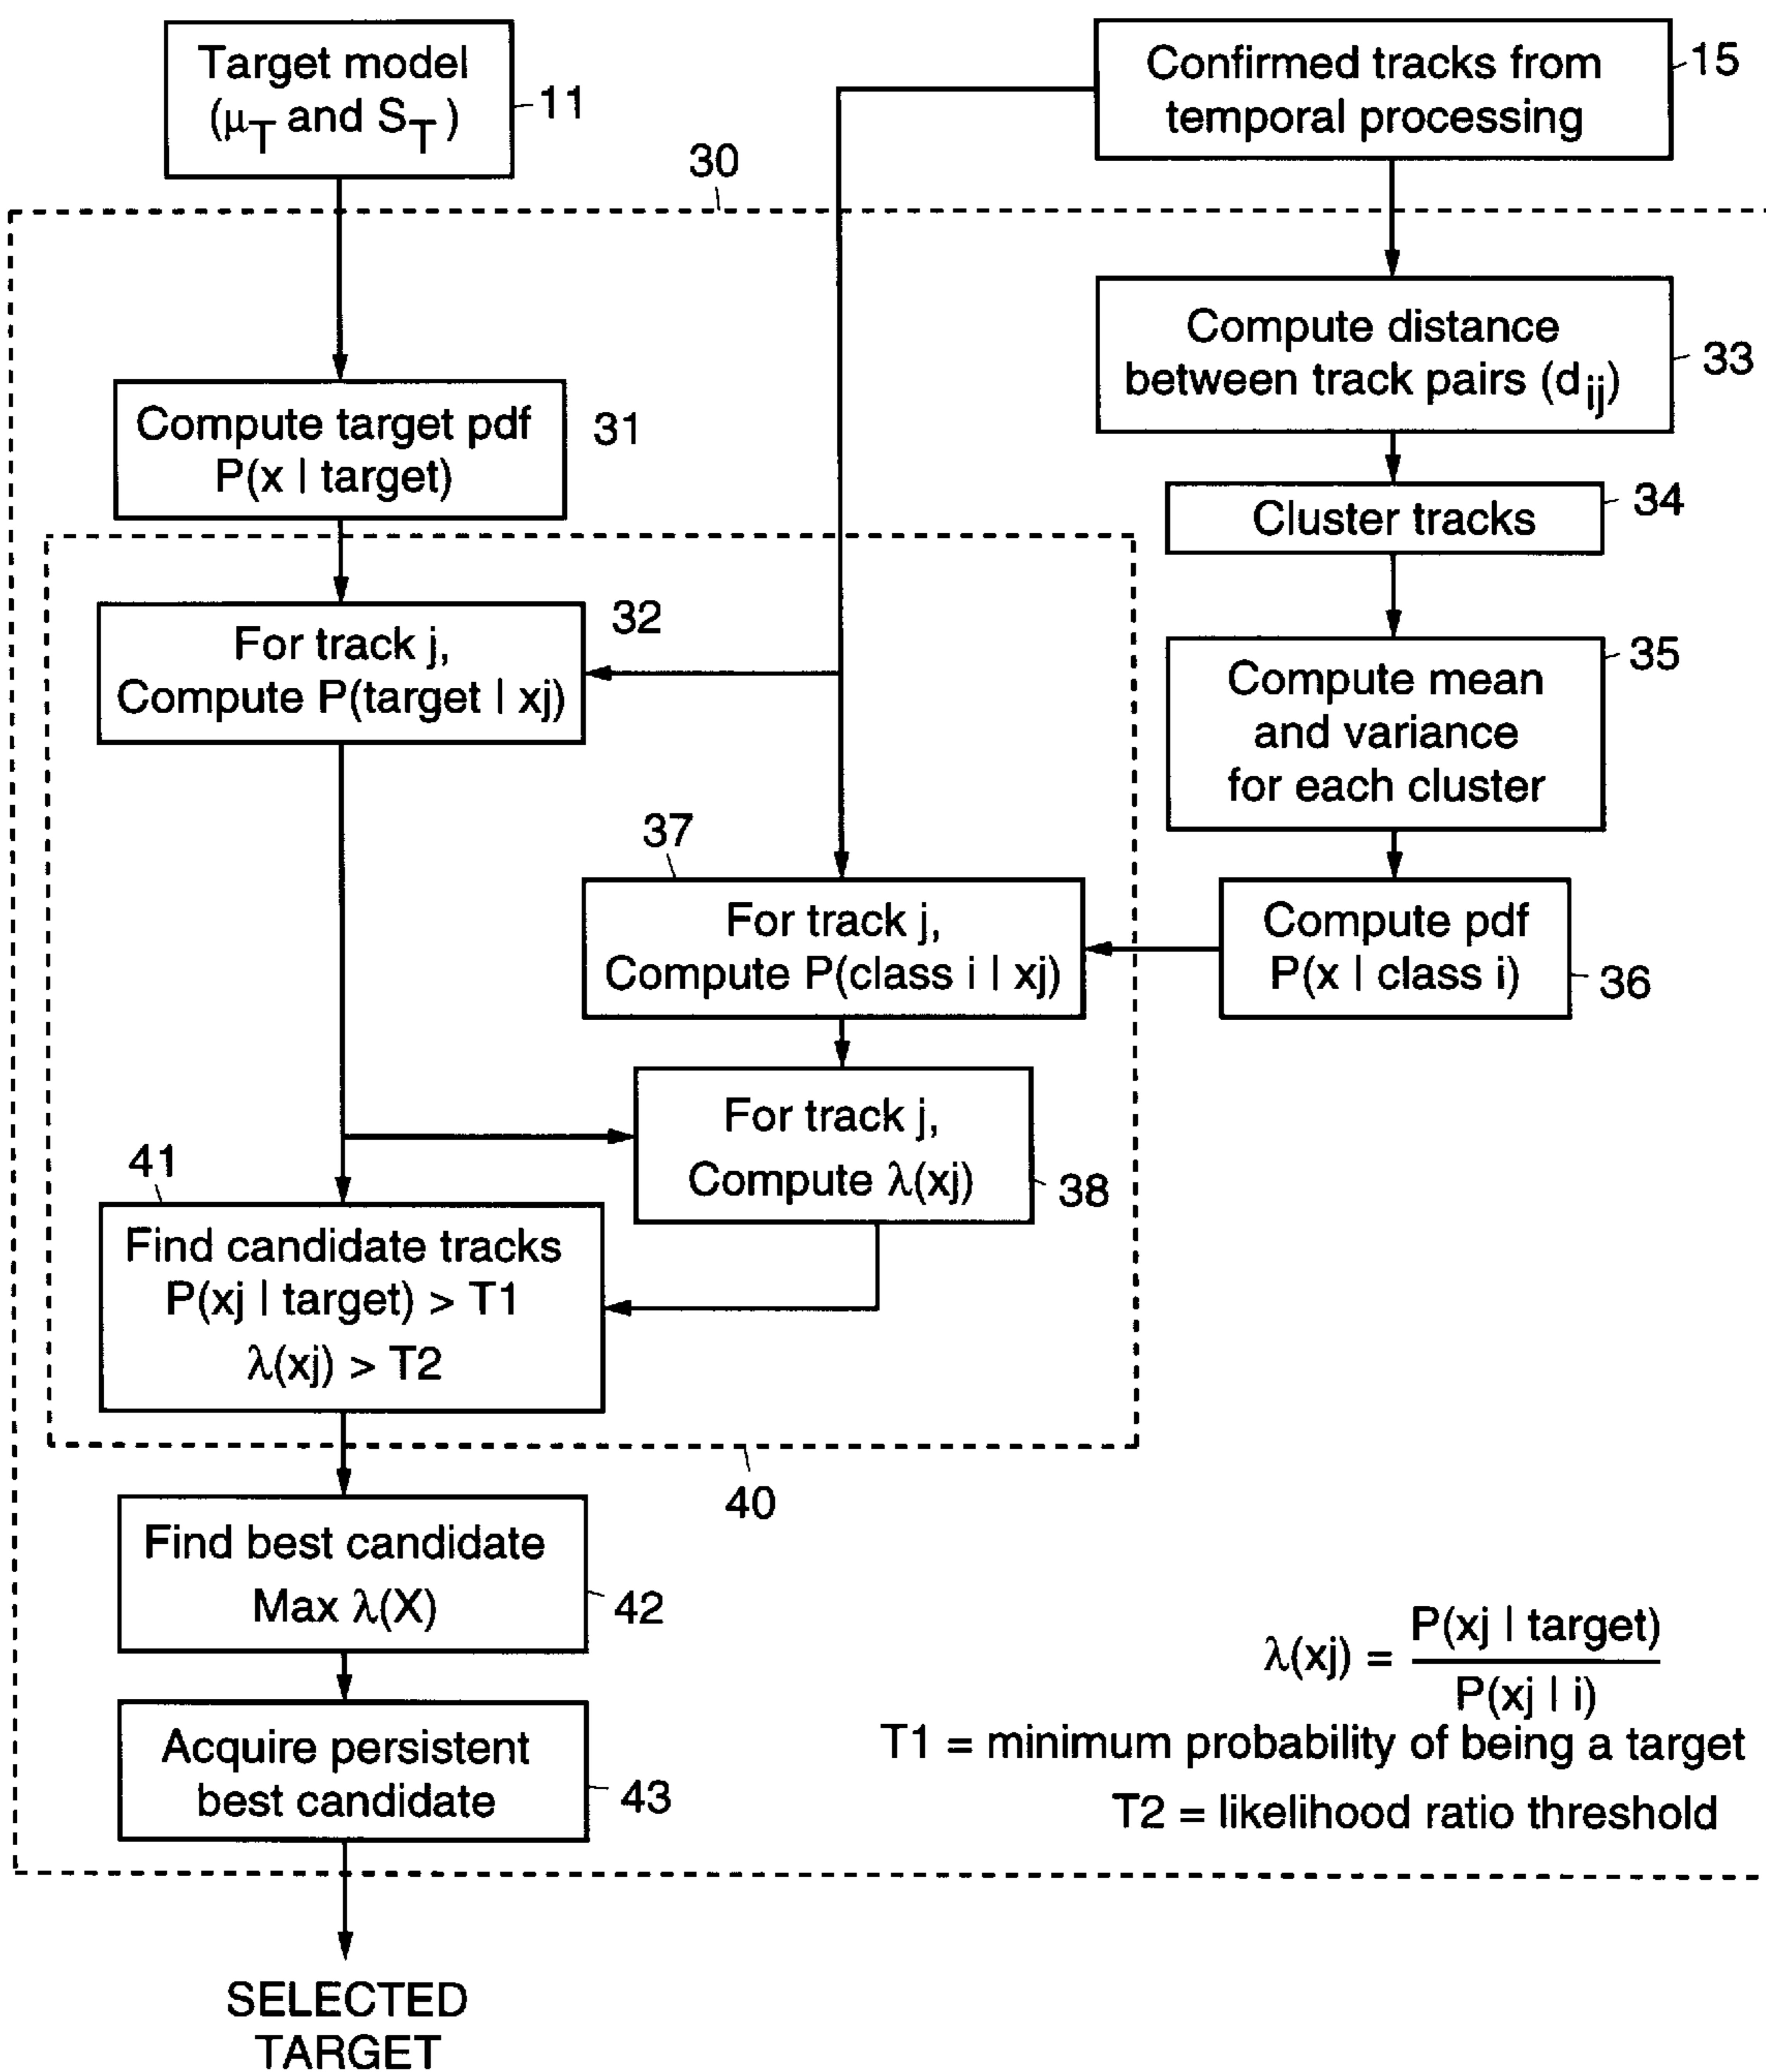 Target model
(μT and ST)
11
Confirmed tracks from
temporal processing
15
30
Compute distance
between track pairs (dij)
33
Compute target pdf
P(x | target)
31
Cluster tracks
34
For track j,
Compute P(target | xj)
32
Compute mean
and variance
for each cluster
35
37
For track j,
Compute P(class i | xj)
Compute pdf
P(x | class i)
36
For track j,
Compute λ(xj)
38
41
Find candidate tracks
P(xj | target) > T1
λ(xj) > T2
40
Find best candidate
Max λ(X)
42
Acquire persistent
best candidate
43
λ(xj) = P(xj | target)
P(xj | i)
T1 = minimum probability of being a target
T2 = likelihood ratio threshold
SELECTED
TARGET